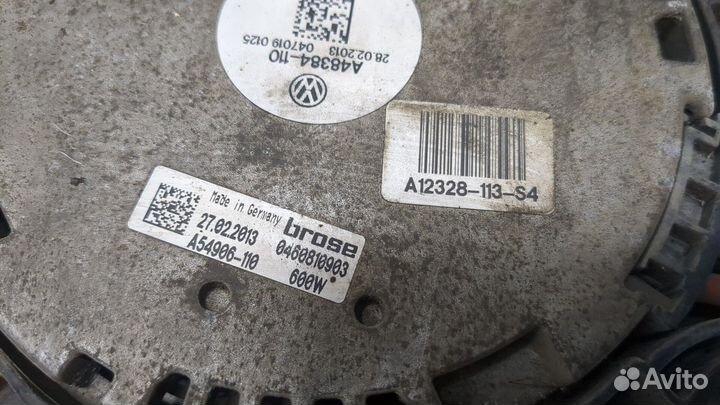 28.02.2013 047019 0125
A48384-110
A12328-113-S4
Made in Germany
brose
27.02.2013
0460810903
A54906-110
600W
Avito